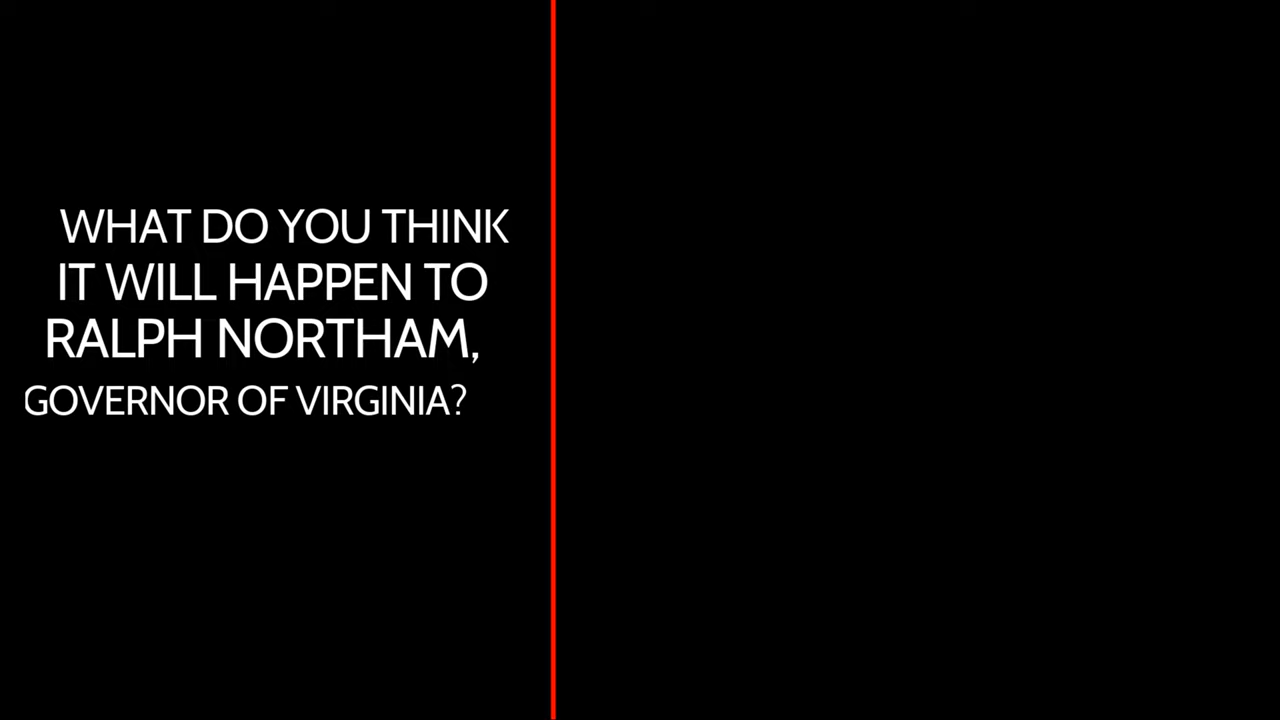 WHAT DO YOU THINK
IT WILL HAPPEN TO
RALPH NORTHAM,
GOVERNOR OF VIRGINIA?